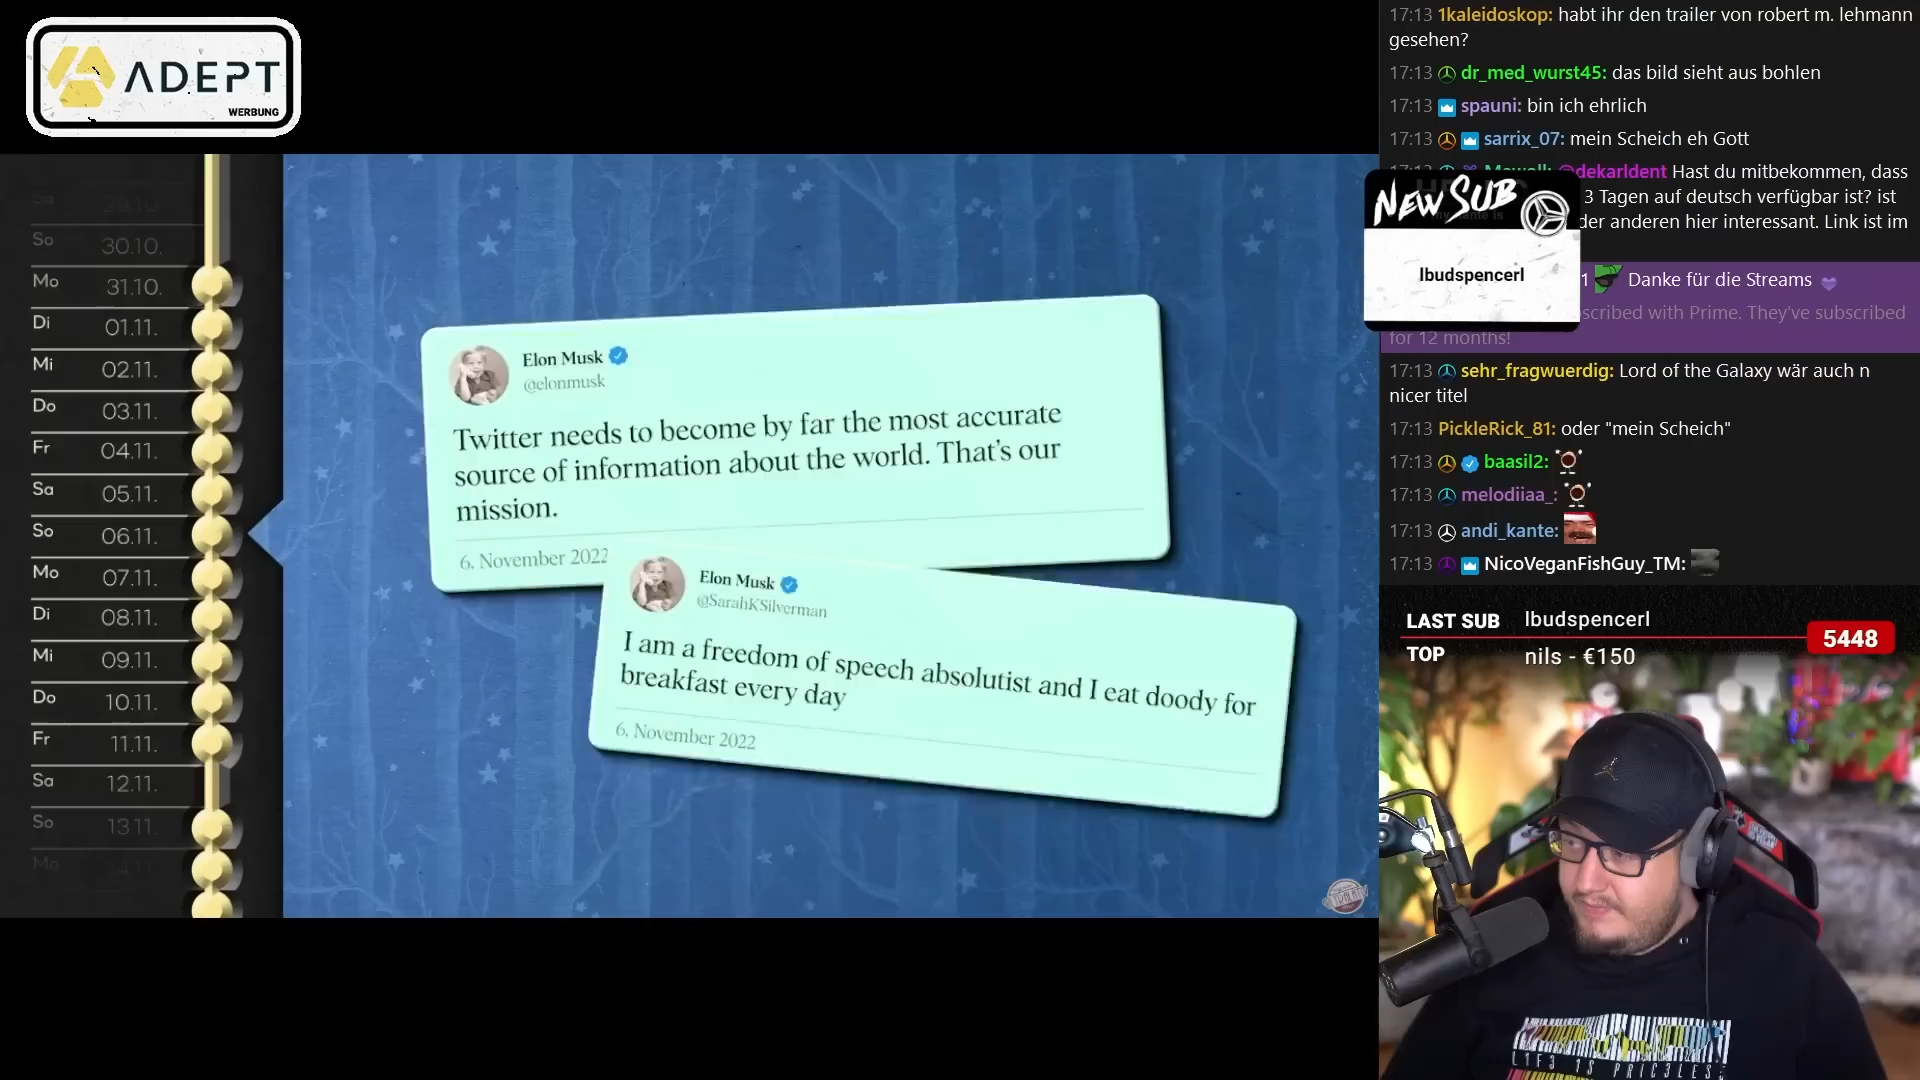 ADEPT
WERBUNG
30.10.
So 30.10.
Mo 31.10.
Di 01.11.
Mi 02.11.
Do 03.11.
Fr 04.11.
Sa 05.11.
So 06.11.
Mo 07.11.
Di 08.11.
Mi 09.11.
Do 10.11.
Fr 11.11.
Sa 12.11.
So 13.11.
Elon Musk
@elonmusk
Twitter needs to become by far the most accurate
source of information about the world. That's our
mission.
6. November 2022
Elon Musk
@SarahKSilverman
I am a freedom of speech absolutist and I eat doody for
breakfast every day
6. November 2022
17:13 1kaleidoskop: habt ihr den trailer von robert m. lehmann
gesehen?
17:13 dr_med_wurst45: das bild sieht aus bohlen
17:13 spauni: bin ich ehrlich
17:13 sarrix_07: mein Scheich eh Gott
@dekarldent Hast du mitbekommen, dass
3 Tagen auf deutsch verfügbar ist? ist
der anderen hier interessant. Link ist im
NEW SUB
lbudspencerl
1 Danke für die Streams
scribed with Prime. They've subscribed
for 12 months!
17:13 sehr_fragwuerdig: Lord of the Galaxy wär auch n
nicer titel
17:13 PickleRick_81: oder "mein Scheich"
17:13 baasil2:
17:13 melodiiaa_:
17:13 andi_kante:
17:13 NicoVeganFishGuy_TM:
LAST SUB lbudspencerl
5448
TOP nils - €150
L1F3 1S PR1C3LES